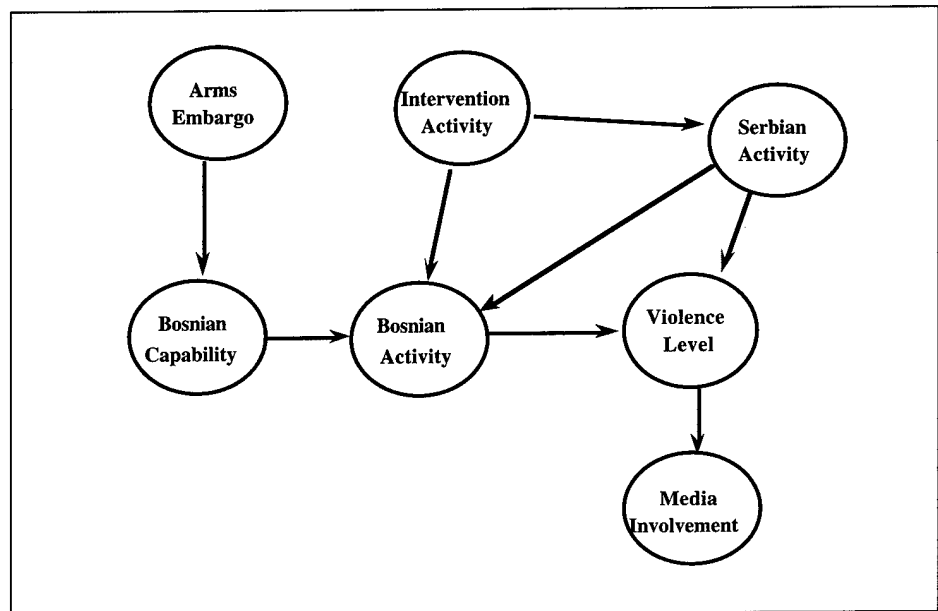 Arms
Embargo
Intervention
Activity
Serbian
Activity
Bosnian
Capability
Bosnian
Activity
Violence
Level
Media
Involvement